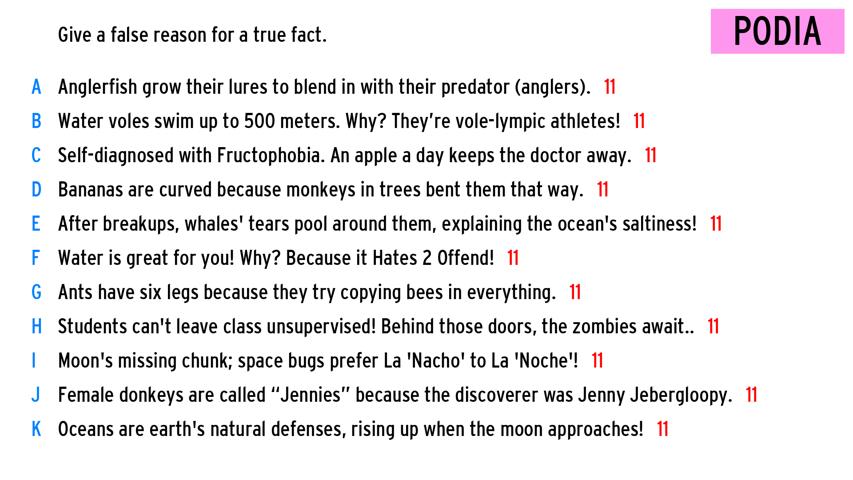 Give a false reason for a true fact.
PODIA
A Anglerfish grow their lures to blend in with their predator (anglers). 11
B Water voles swim up to 500 meters. Why? They're vole-lympic athletes! 11
C Self-diagnosed with Fructophobia. An apple a day keeps the doctor away. 11
D Bananas are curved because monkeys in trees bent them that way. 11
E After breakups, whales' tears pool around them, explaining the ocean's saltiness! 11
F Water is great for you! Why? Because it Hates 2 Offend! 11
G Ants have six legs because they try copying bees in everything. 11
H Students can't leave class unsupervised! Behind those doors, the zombies await.. 11
I Moon's missing chunk; space bugs prefer La 'Nacho' to La 'Noche'! 11
J Female donkeys are called “Jennies” because the discoverer was Jenny Jebergloopy. 11
K Oceans are earth's natural defenses, rising up when the moon approaches! 11